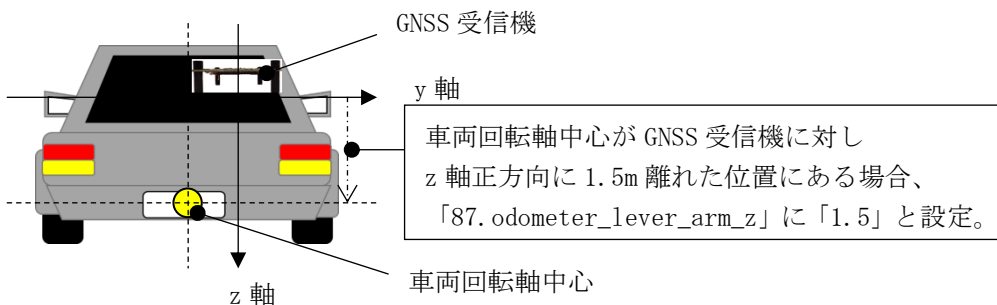 GNSS 受信機
y 軸
車両回転軸中心が GNSS 受信機に対し
z 軸正方向に 1.5m 離れた位置にある場合、
「87.odometer_lever_arm_z」に「1.5」と設定。
車両回転軸中心
z 軸